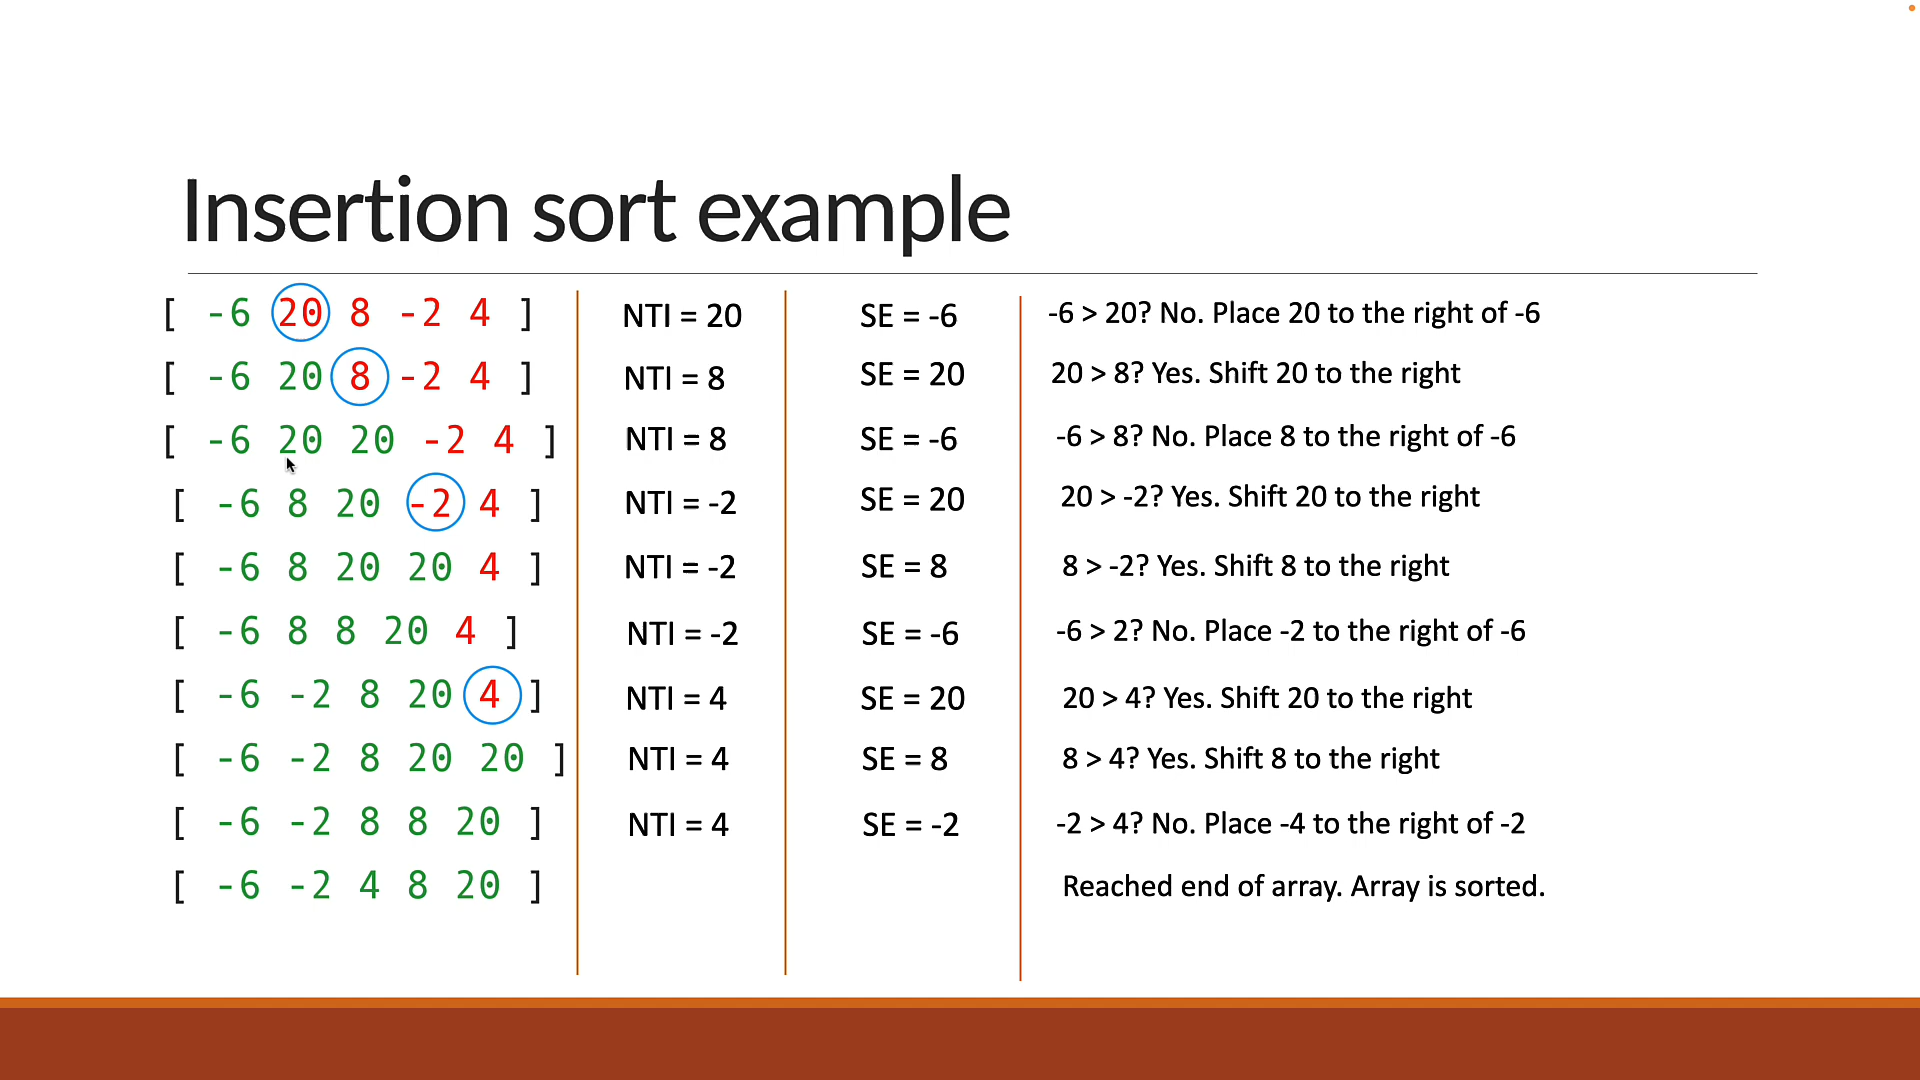 Insertion sort example
[ -6 20 8 -2 4 ] NTI = 20 SE = -6 -6 > 20? No. Place 20 to the right of -6
[ -6 20 8 -2 4 ] NTI = 8 SE = 20 20 > 8? Yes. Shift 20 to the right
[ -6 20 20 -2 4 ] NTI = 8 SE = -6 -6 > 8? No. Place 8 to the right of -6
[ -6 8 20 -2 4 ] NTI = -2 SE = 20 20 > -2? Yes. Shift 20 to the right
[ -6 8 20 20 4 ] NTI = -2 SE = 8 8 > -2? Yes. Shift 8 to the right
[ -6 8 8 20 4 ] NTI = -2 SE = -6 -6 > 2? No. Place -2 to the right of -6
[ -6 -2 8 20 4 ] NTI = 4 SE = 20 20 > 4? Yes. Shift 20 to the right
[ -6 -2 8 20 20 ] NTI = 4 SE = 8 8 > 4? Yes. Shift 8 to the right
[ -6 -2 8 8 20 ] NTI = 4 SE = -2 -2 > 4? No. Place -4 to the right of -2
[ -6 -2 4 8 20 ] Reached end of array. Array is sorted.